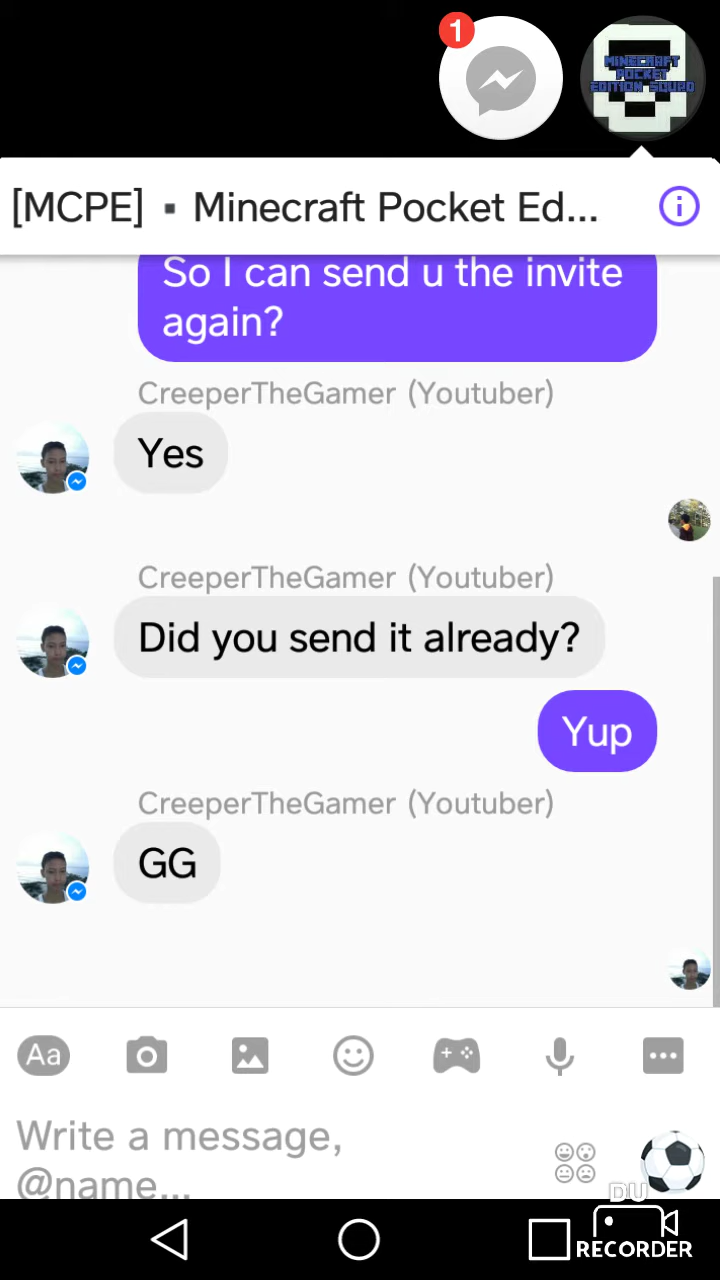 1
MINECRAFT
POCKET
EDITION SQUAD
[MCPE] ▪ Minecraft Pocket Ed...
So I can send u the invite
again?
CreeperTheGamer (Youtuber)
Yes
CreeperTheGamer (Youtuber)
Did you send it already?
Yup
CreeperTheGamer (Youtuber)
GG
Aa
Write a message,
@name...
DU
RECORDER